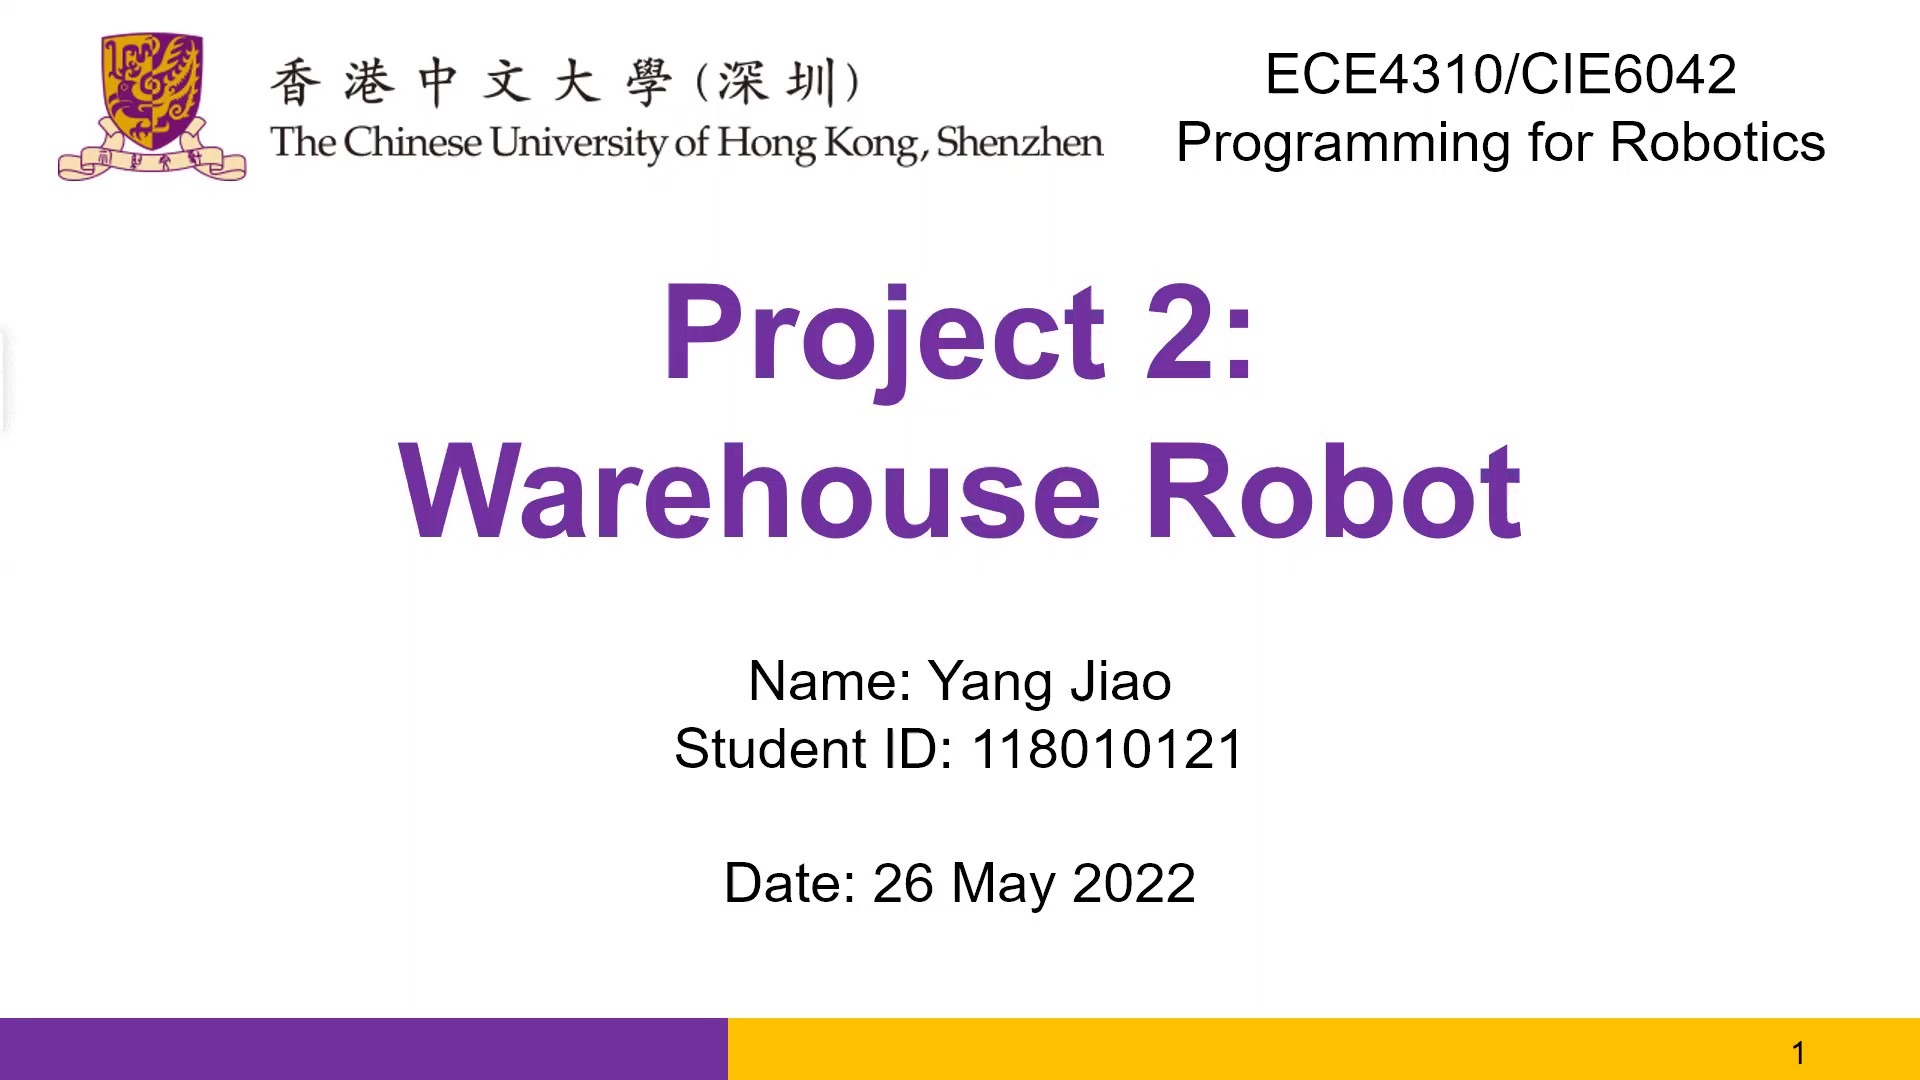 香港中文大學(深圳)
The Chinese University of Hong Kong, Shenzhen
ECE4310/CIE6042
Programming for Robotics
Project 2:
Warehouse Robot
Name: Yang Jiao
Student ID: 118010121
Date: 26 May 2022
1